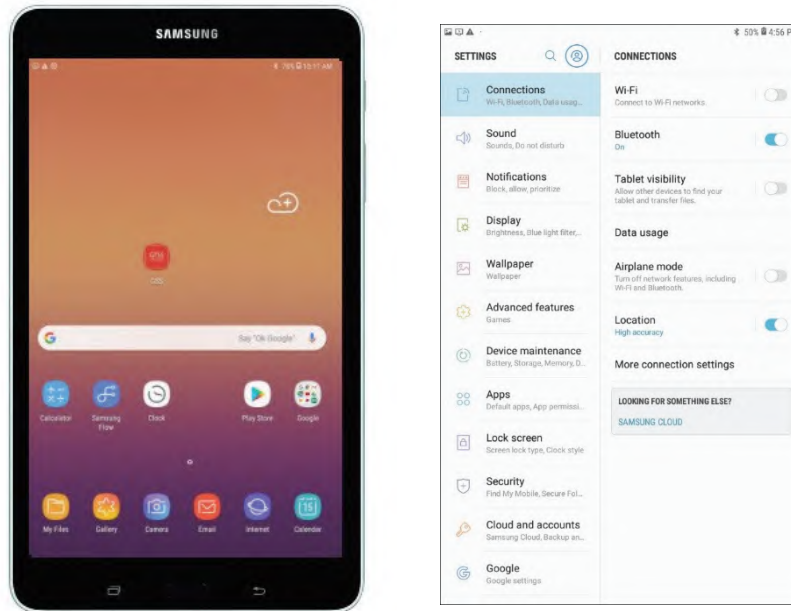 SAMSUNG
79% 10:17 AM
Say "Ok Google"
Calculator
Samsung
Flow
Clock
Play Store
Google
My Files
Gallery
Camera
Email
Internet
Calendar
50% 4:56 P
SETTINGS
Connections
Wi-Fi, Bluetooth, Data usag...
Sound
Sounds, Do not disturb
Notifications
Block, allow, prioritize
Display
Brightness, Blue light filter,...
Wallpaper
Wallpaper
Advanced features
Games
Device maintenance
Battery, Storage, Memory, D...
Apps
Default apps, App permissi...
Lock screen
Screen lock type, Clock style
Security
Find My Mobile, Secure Fol...
Cloud and accounts
Samsung Cloud, Backup an...
Google
Google settings
CONNECTIONS
Wi-Fi
Connect to Wi-Fi networks.
Bluetooth
On
Tablet visibility
Allow other devices to find your
tablet and transfer files.
Data usage
Airplane mode
Turn off network features, including
Wi-Fi and Bluetooth.
Location
High accuracy
More connection settings
LOOKING FOR SOMETHING ELSE?
SAMSUNG CLOUD